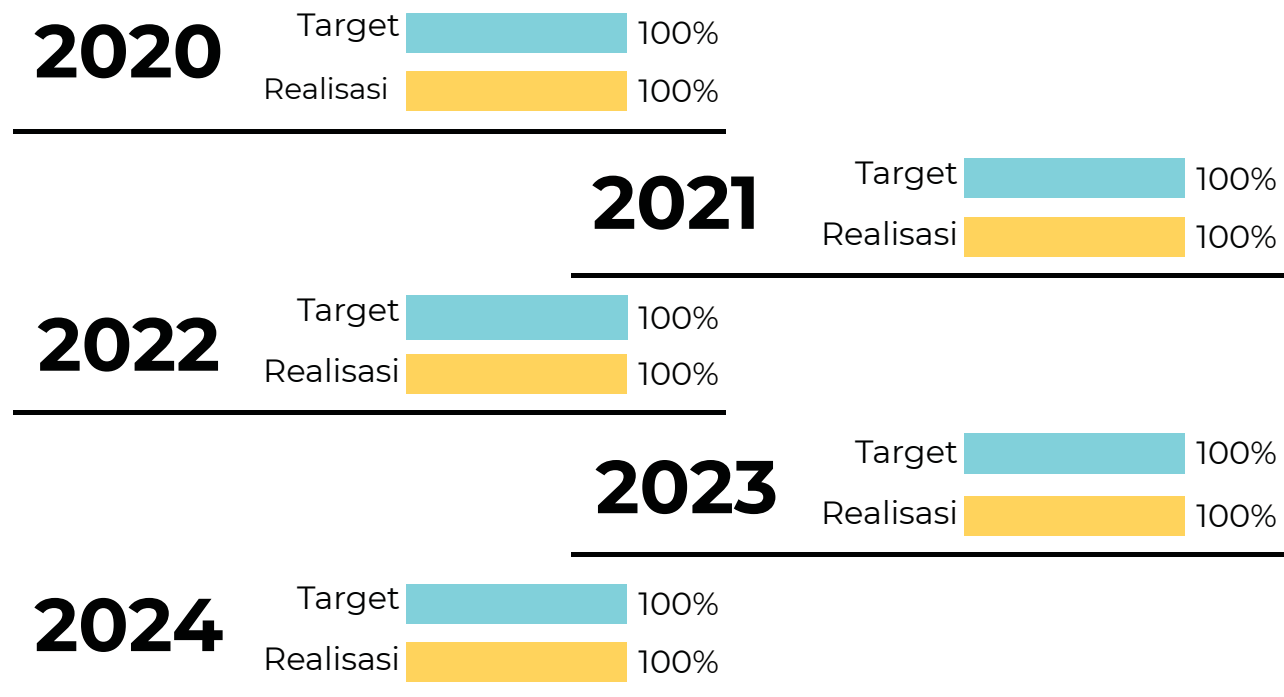 2020
Target 100%
Realisasi 100%
2021
Target 100%
Realisasi 100%
2022
Target 100%
Realisasi 100%
2023
Target 100%
Realisasi 100%
2024
Target 100%
Realisasi 100%